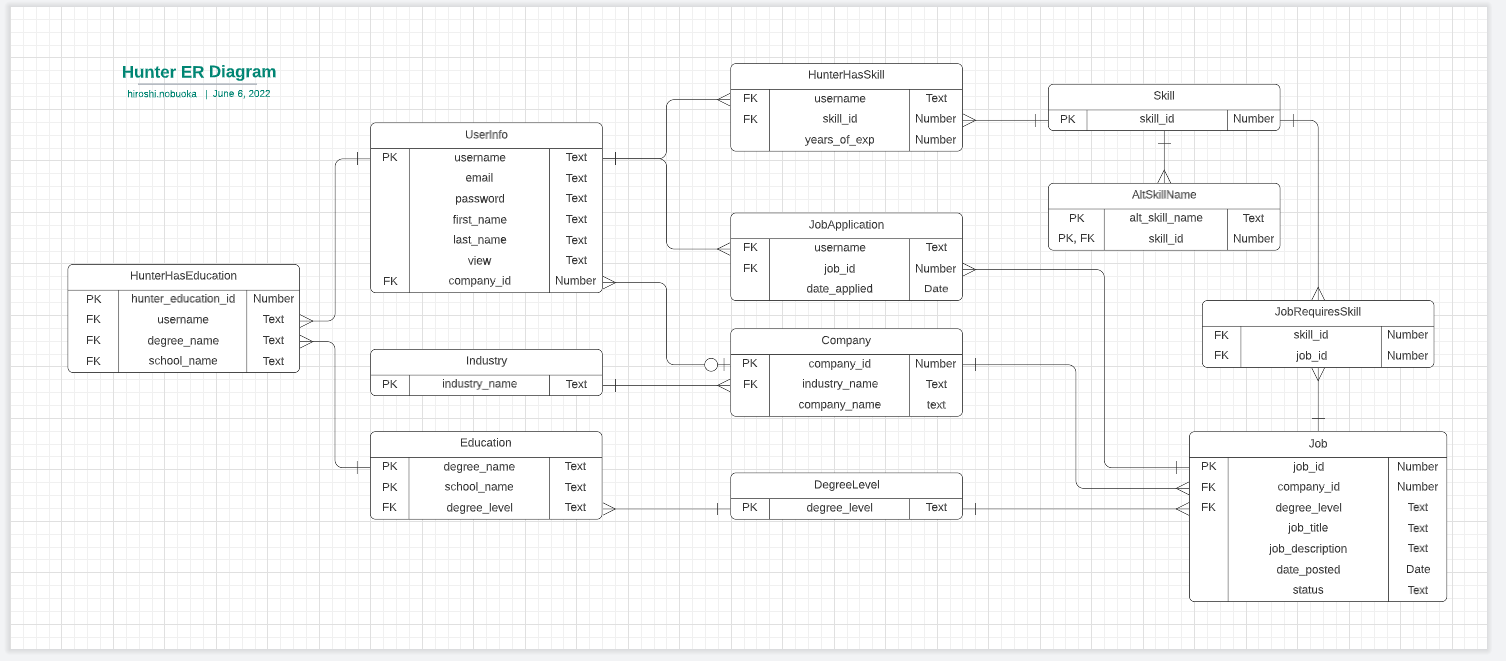 Hunter ER Diagram
hiroshi.nobuoka | June 6, 2022
HunterHasEducation
PK hunter_education_id Number
FK username Text
FK degree_name Text
FK school_name Text
UserInfo
PK username Text
email Text
password Text
first_name Text
last_name Text
view Text
FK company_id Number
Industry
PK industry_name Text
Education
PK degree_name Text
PK school_name Text
FK degree_level Text
HunterHasSkill
FK username Text
FK skill_id Number
years_of_exp Number
JobApplication
FK username Text
FK job_id Number
date_applied Date
Company
PK company_id Number
FK industry_name Text
company_name text
DegreeLevel
PK degree_level Text
Skill
PK skill_id Number
AltSkillName
PK alt_skill_name Text
PK, FK skill_id Number
JobRequiresSkill
FK skill_id Number
FK job_id Number
Job
PK job_id Number
FK company_id Number
FK degree_level Text
job_title Text
job_description Text
date_posted Date
status Text